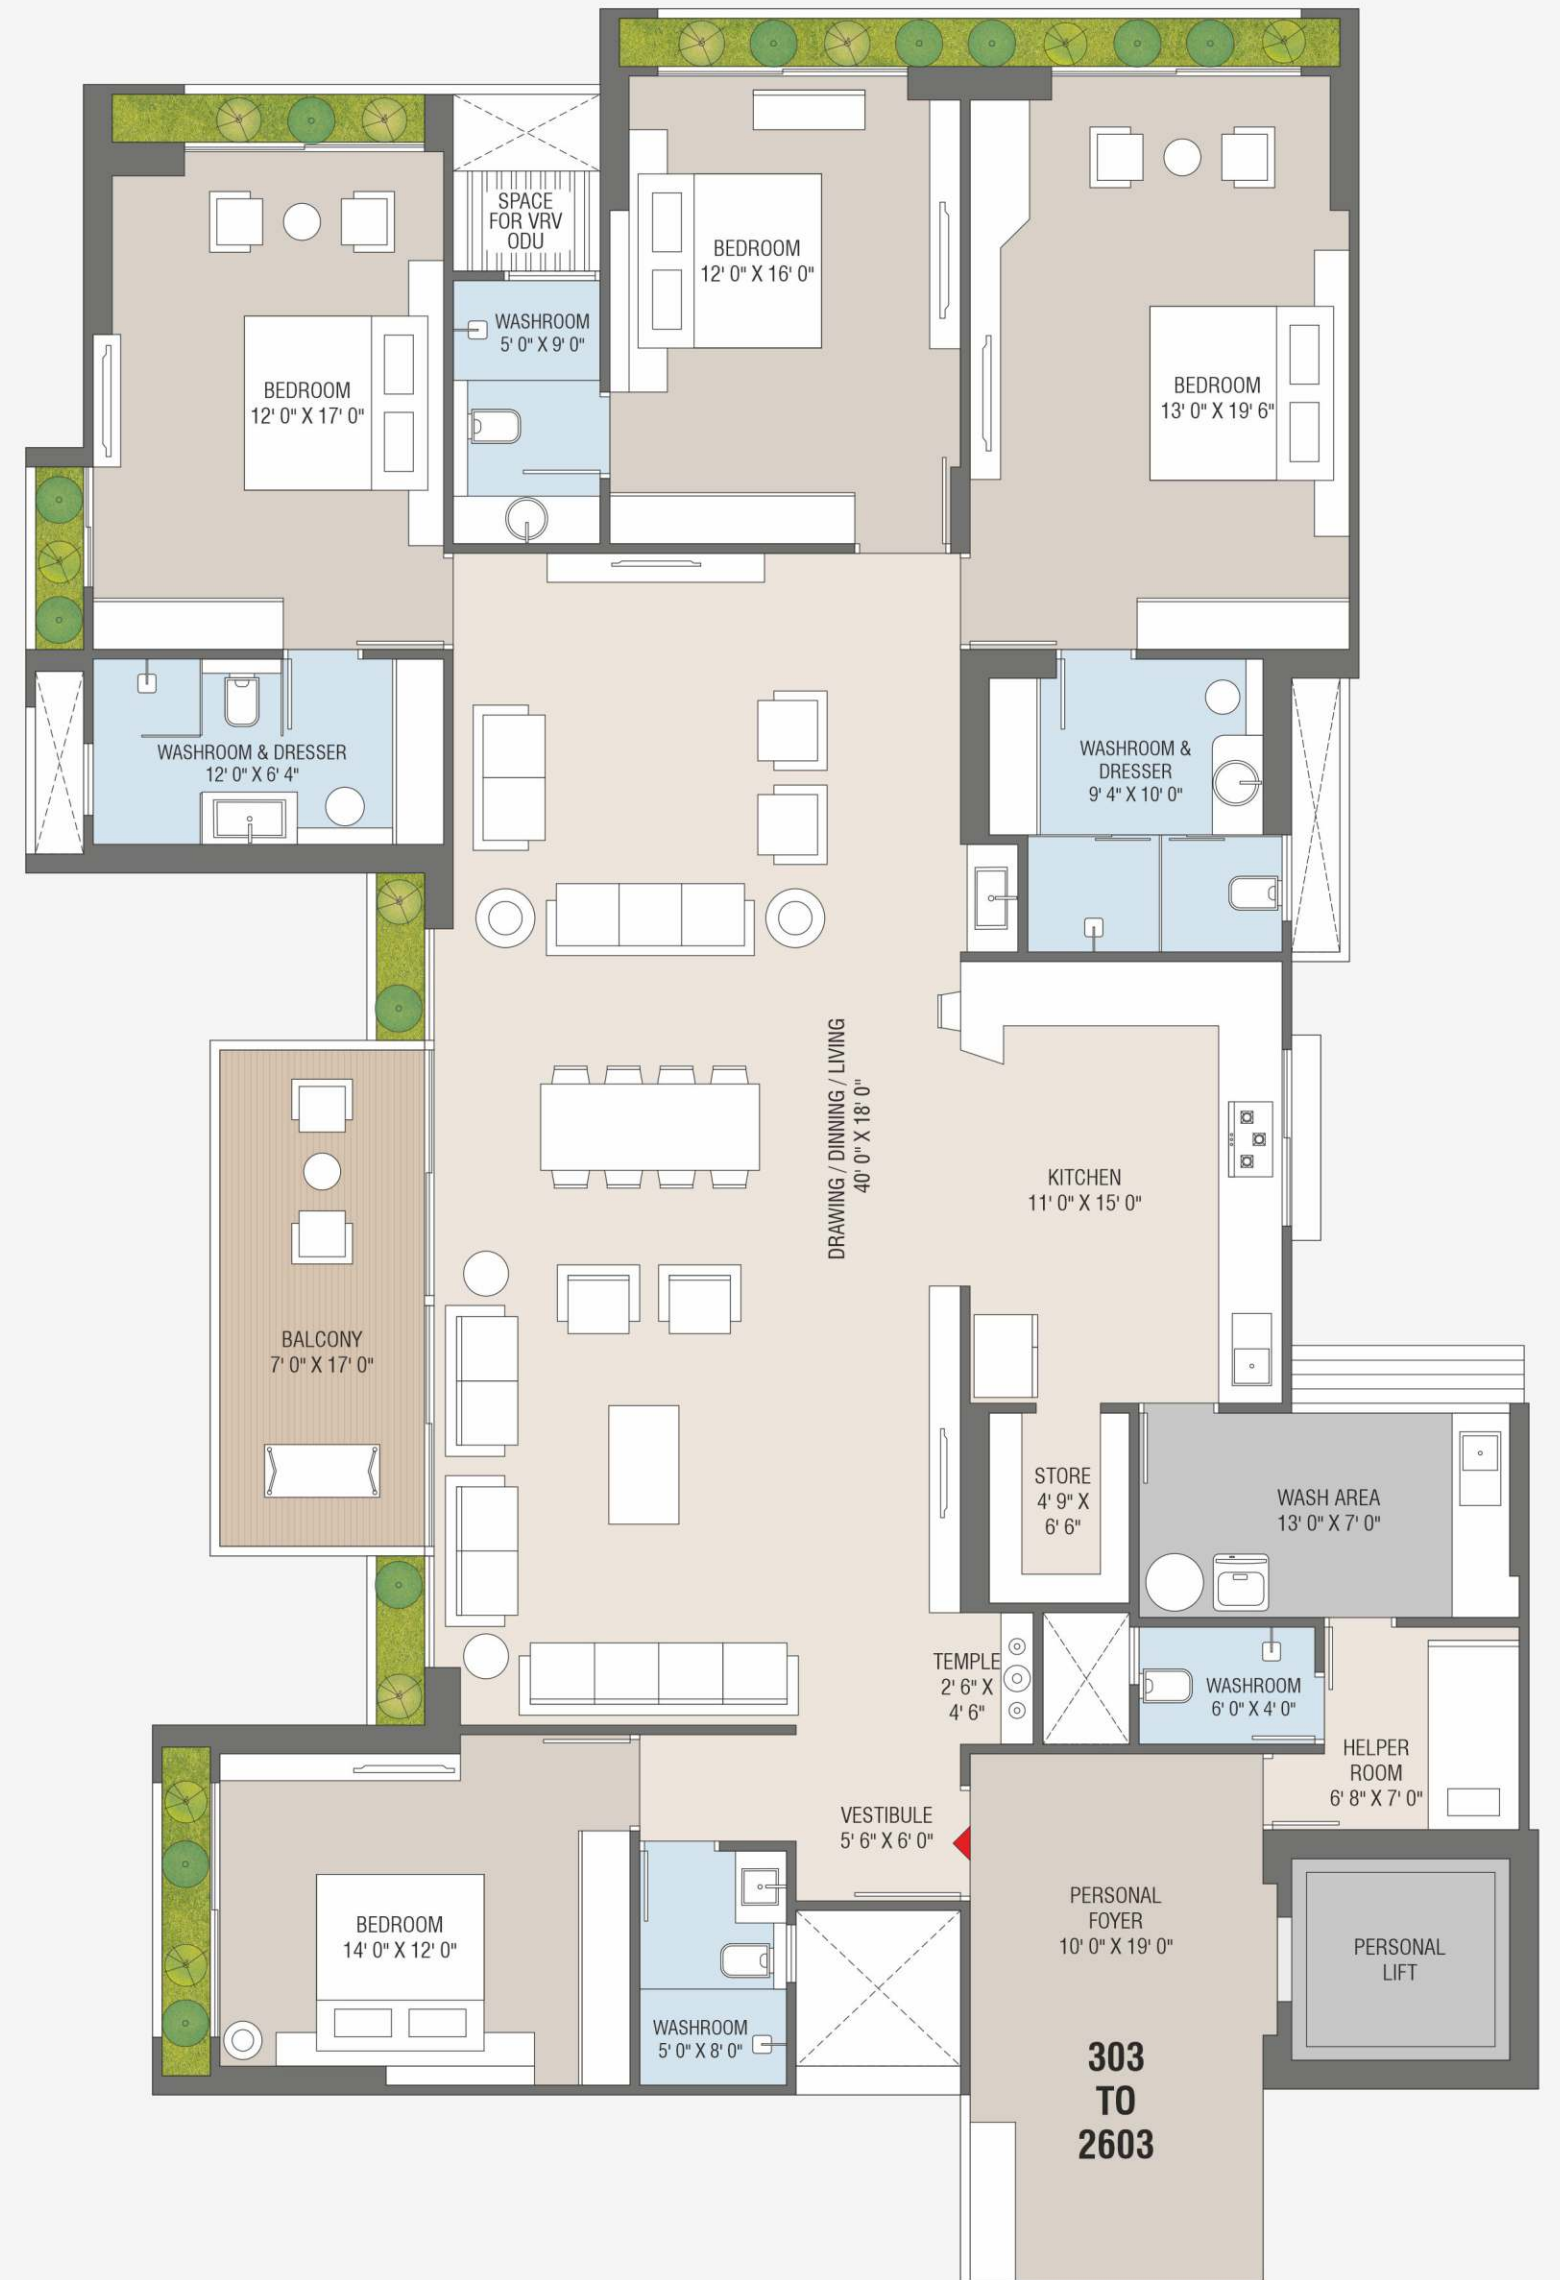 SPACE
FOR VRV
ODU
BEDROOM
12' 0" X 16' 0"
WASHROOM
5' 0" X 9' 0"
BEDROOM
12' 0" X 17' 0"
BEDROOM
13' 0" X 19' 6"
WASHROOM & DRESSER
12' 0" X 6' 4"
WASHROOM &
DRESSER
9' 4" X 10' 0"
DRAWING / DINNING / LIVING
40' 0" X 18' 0"
KITCHEN
11' 0" X 15' 0"
BALCONY
7' 0" X 17' 0"
STORE
4' 9" X
6' 6"
WASH AREA
13' 0" X 7' 0"
TEMPLE
2' 6" X
4' 6"
WASHROOM
6' 0" X 4' 0"
HELPER
ROOM
6' 8" X 7' 0"
VESTIBULE
5' 6" X 6' 0"
PERSONAL
FOYER
10' 0" X 19' 0"
BEDROOM
14' 0" X 12' 0"
PERSONAL
LIFT
WASHROOM
5' 0" X 8' 0"
303
TO
2603